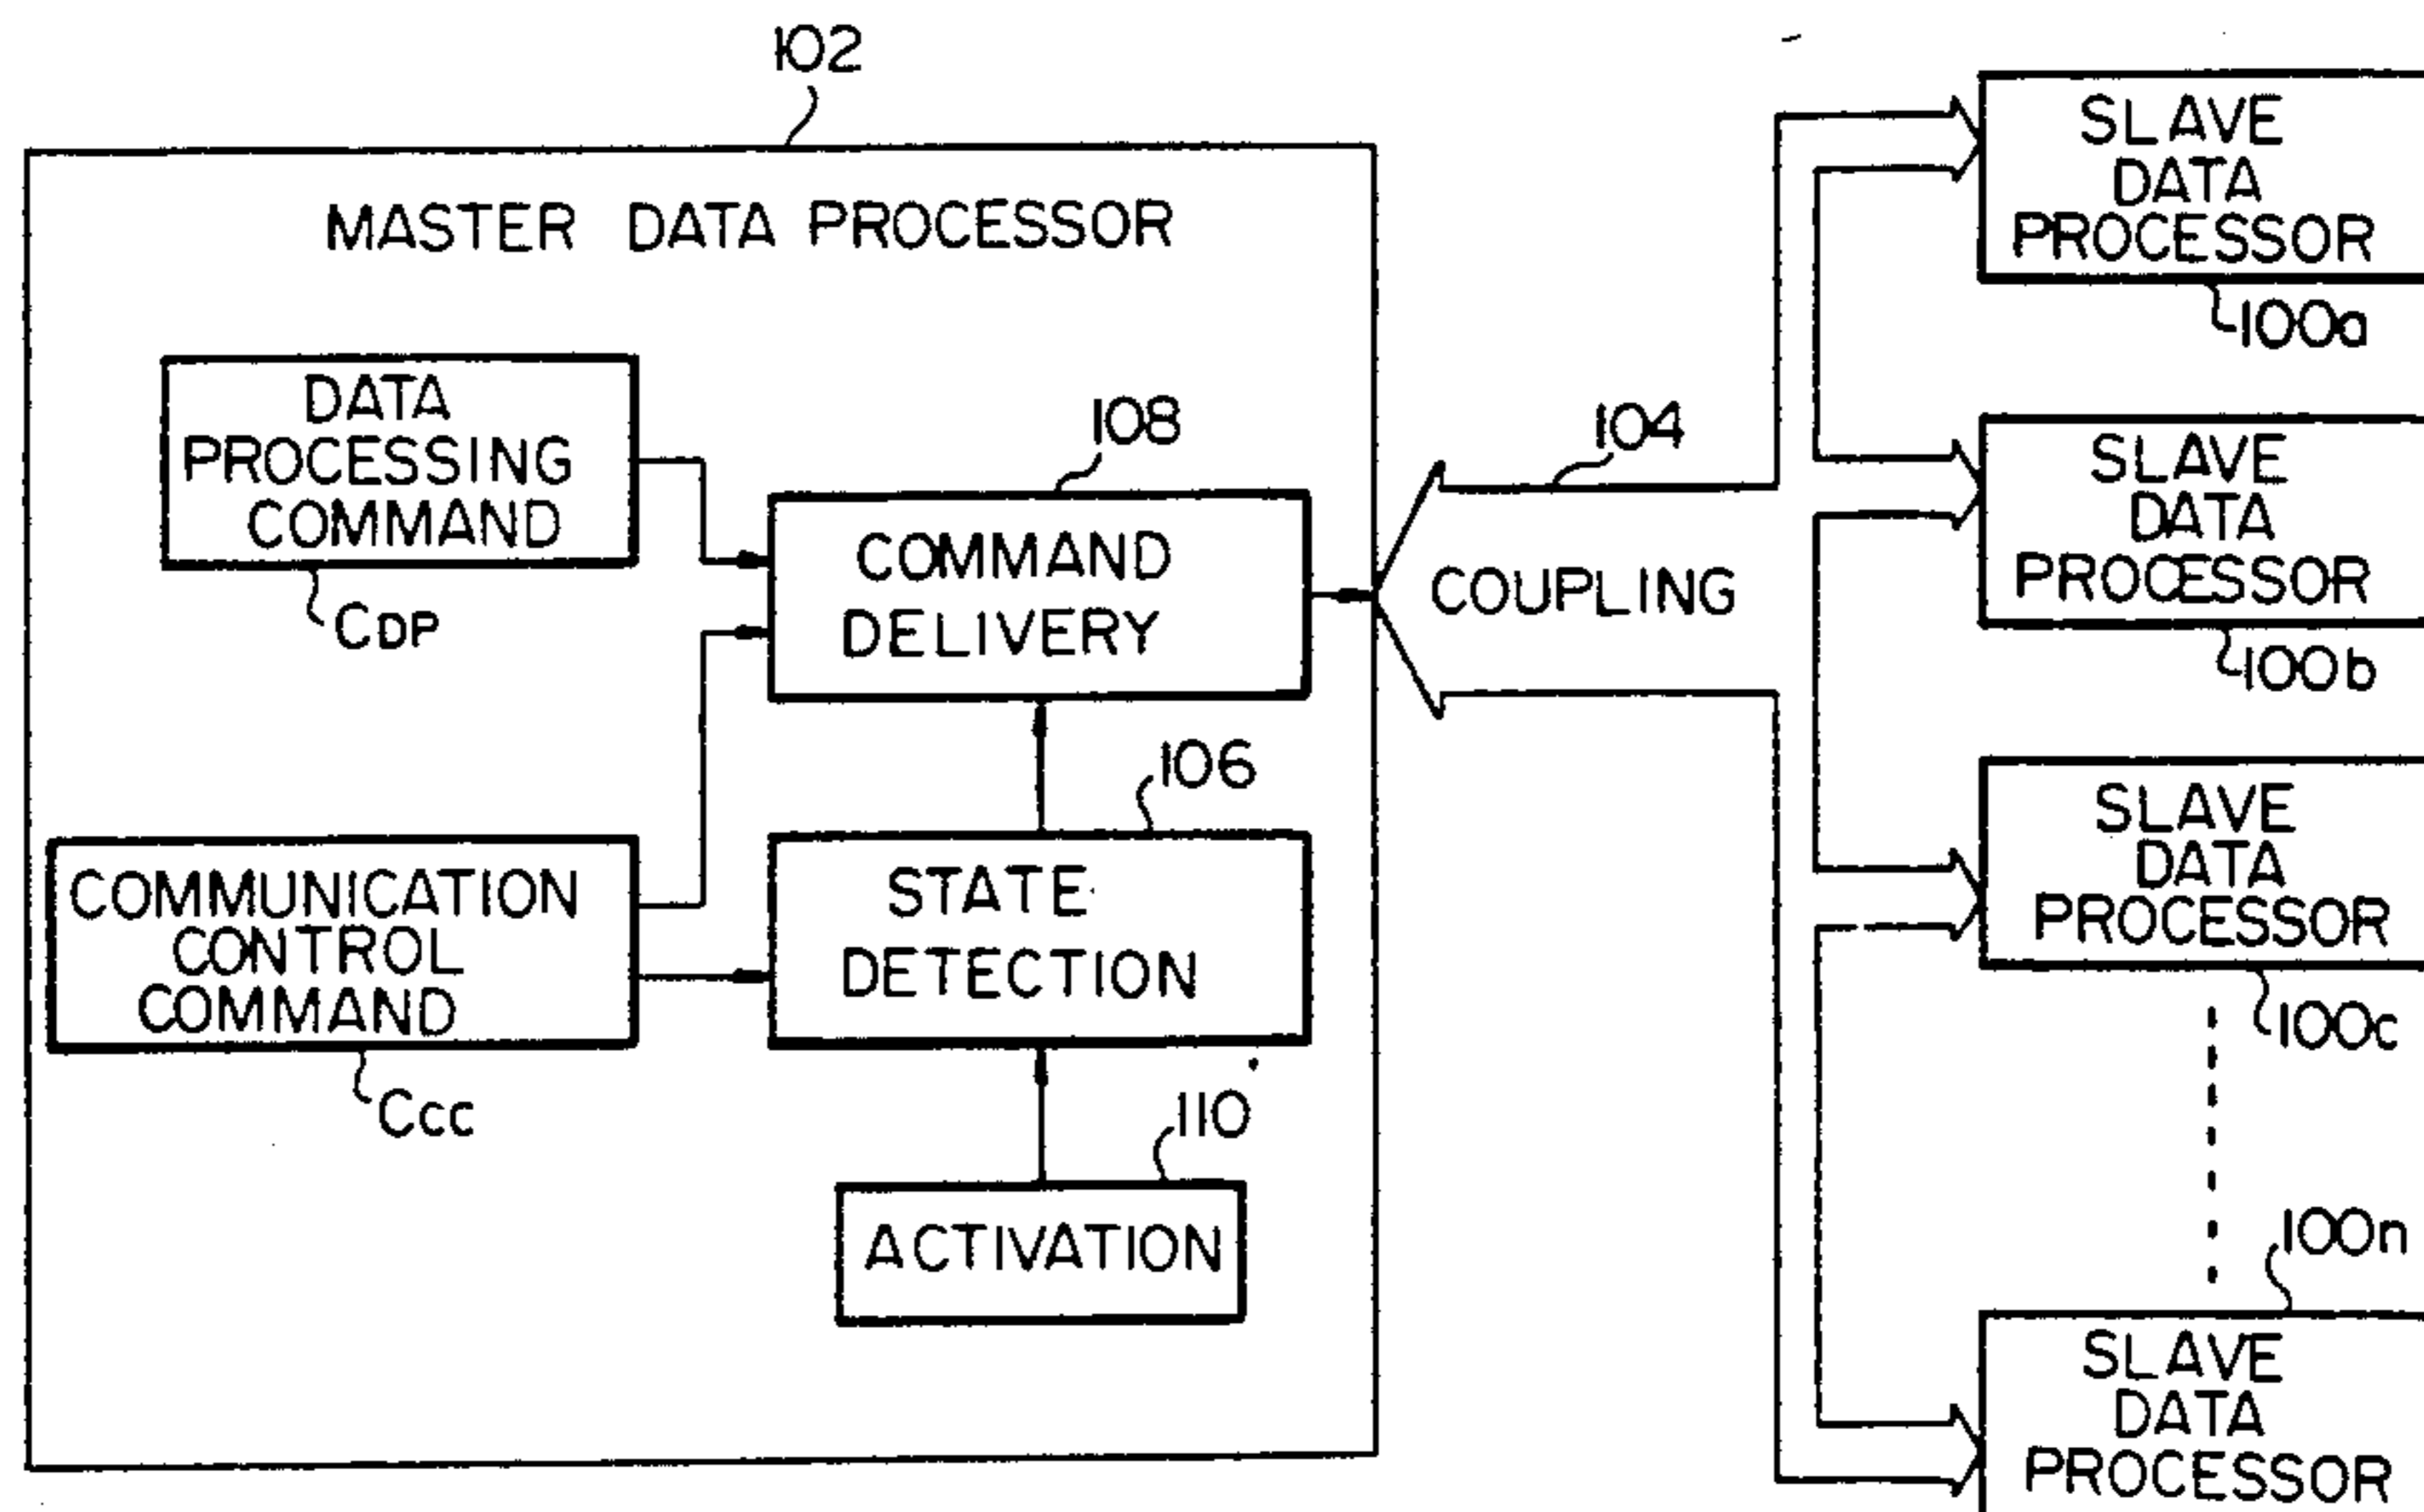 102
MASTER DATA PROCESSOR
DATA
PROCESSING
COMMAND
CDP
108
COMMAND
DELIVERY
104
COUPLING
106
STATE
DETECTION
COMMUNICATION
CONTROL
COMMAND
Ccc
110
ACTIVATION
SLAVE
DATA
PROCESSOR
100a
SLAVE
DATA
PROCESSOR
100b
SLAVE
DATA
PROCESSOR
100c
100n
SLAVE
DATA
PROCESSOR